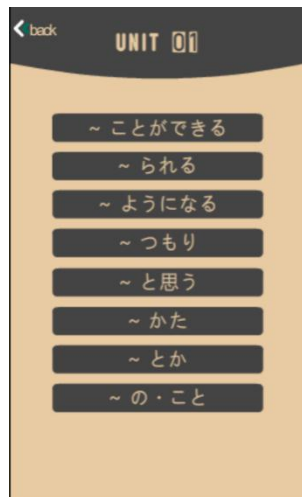 back
UNIT 01
~ ことができる
~ られる
~ ようになる
~ つもり
~ と思う
~ かた
~ とか
~ の・こと